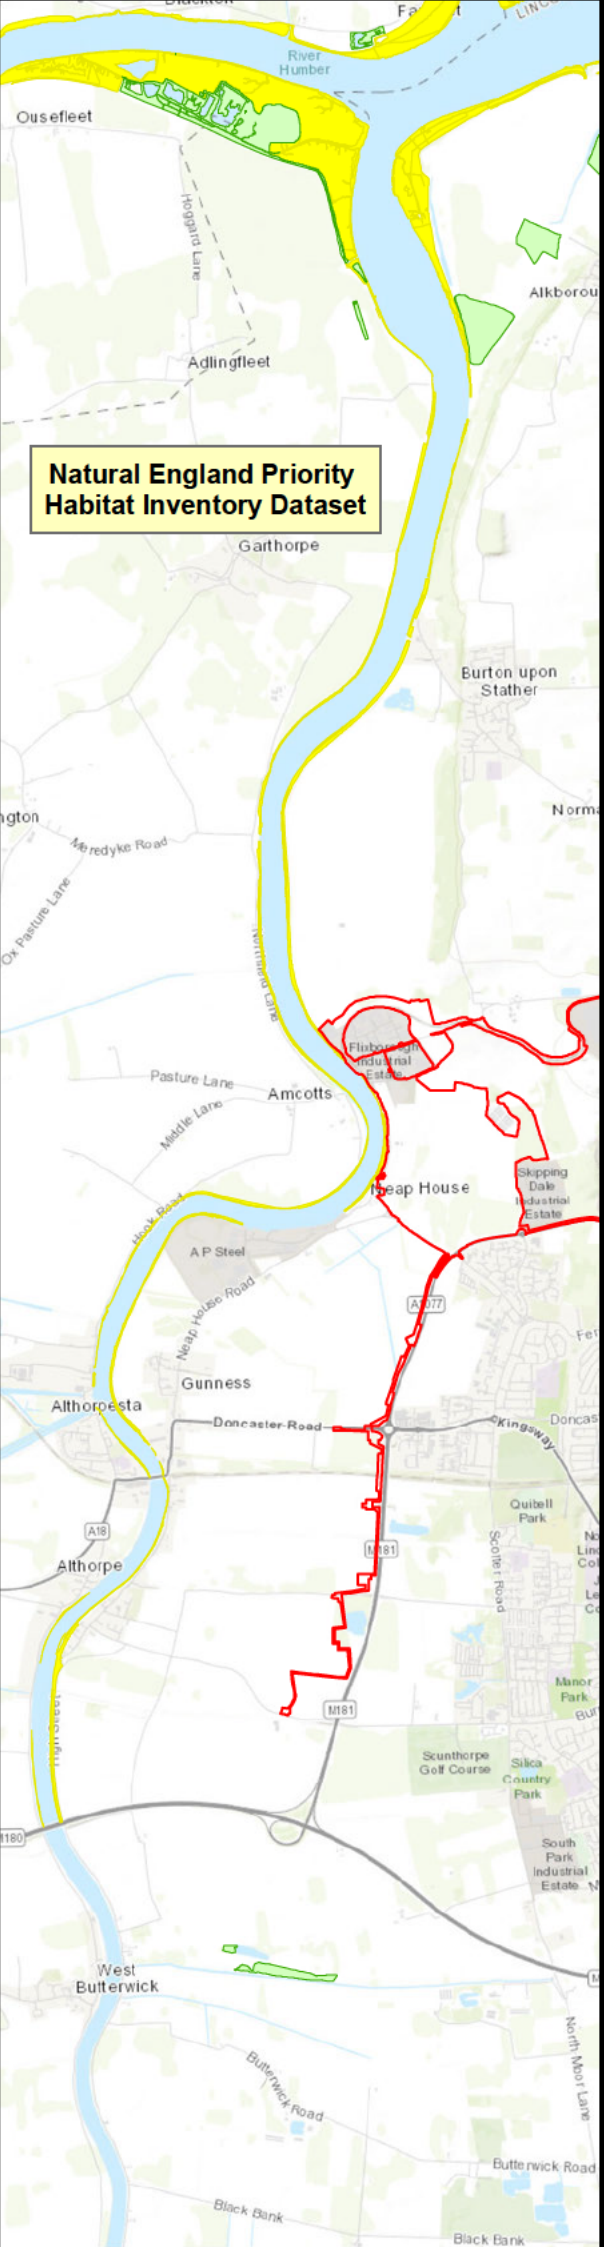 River
Humber
Ousefleet
Hoggard Lane
Alkborou
Adlingfleet
Natural England Priority
Habitat Inventory Dataset
Garthorpe
Burton upon
Stather
ngton
Norma
Meredyke Road
Ox Pasture Lane
Flixborough
Industrial
Estate
Pasture Lane
Amcotts
Middle Lane
Neap House
Skipping
Dale
Industrial
Estate
Hook Road
A P Steel
Neap House Road
A1077
Gunness
Althorpesta
Doncaster Road
Kingsway
Doncas
A18
Quibell
Park
M181
Scotter Road
Althorpe
Manor
Park
M181
Scunthorpe
Golf Course
Silica
Country
Park
South
Park
Industrial
Estate
West
Butterwick
North Moor Lane
Butterwick Road
Butterwick Road
Black Bank
Black Bank